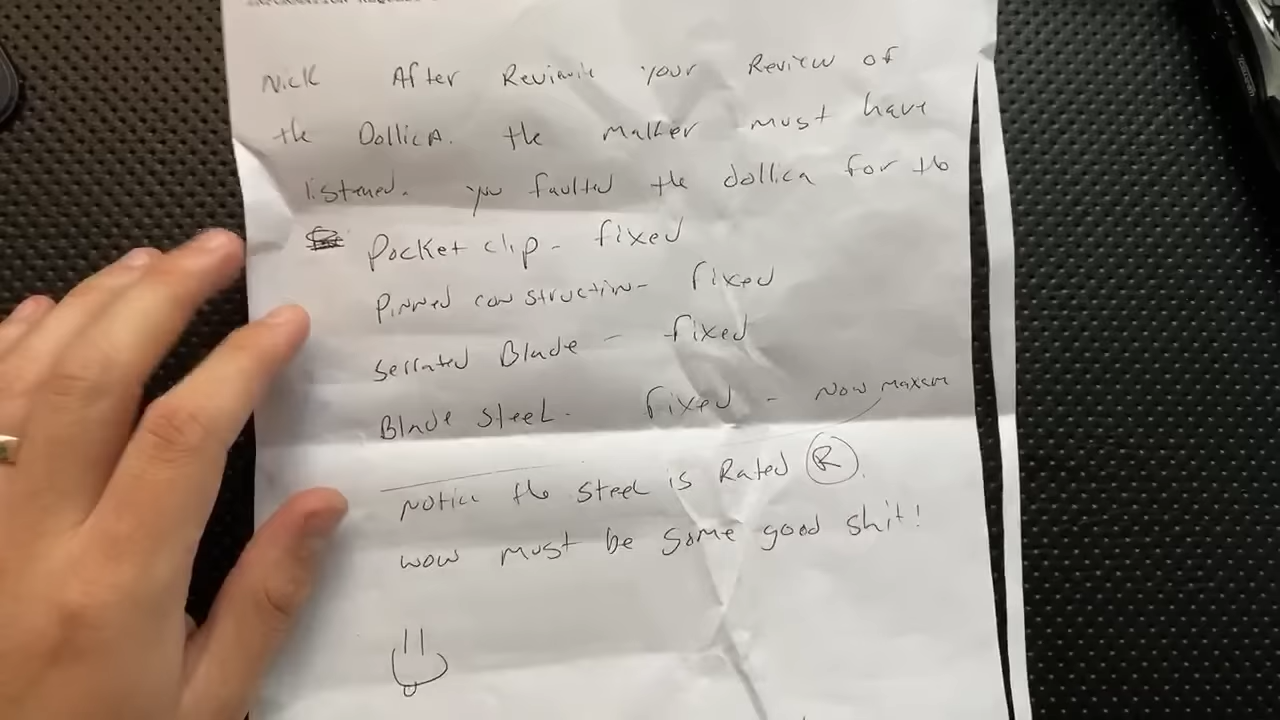 Nick After Reviewing your Review of
the Dollica. the malker must have
listened. you faulted the dollica for the
Pocket clip - fixed
Pinned construction - fixed
serrated Blade - fixed
Blade steel. fixed - Now maxam
Notice the steel is Rated R.
wow must be some good shit!